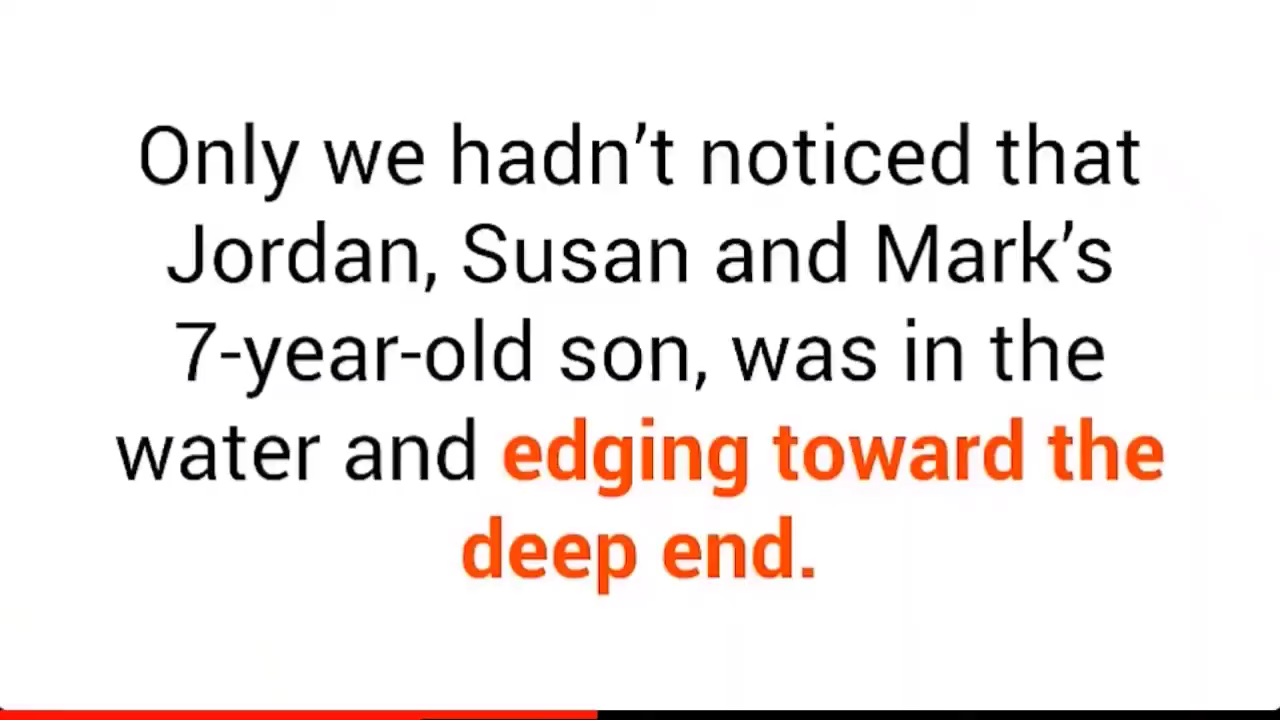 Only we hadn’t noticed that
Jordan, Susan and Mark’s
7-year-old son, was in the
water and edging toward the
deep end.